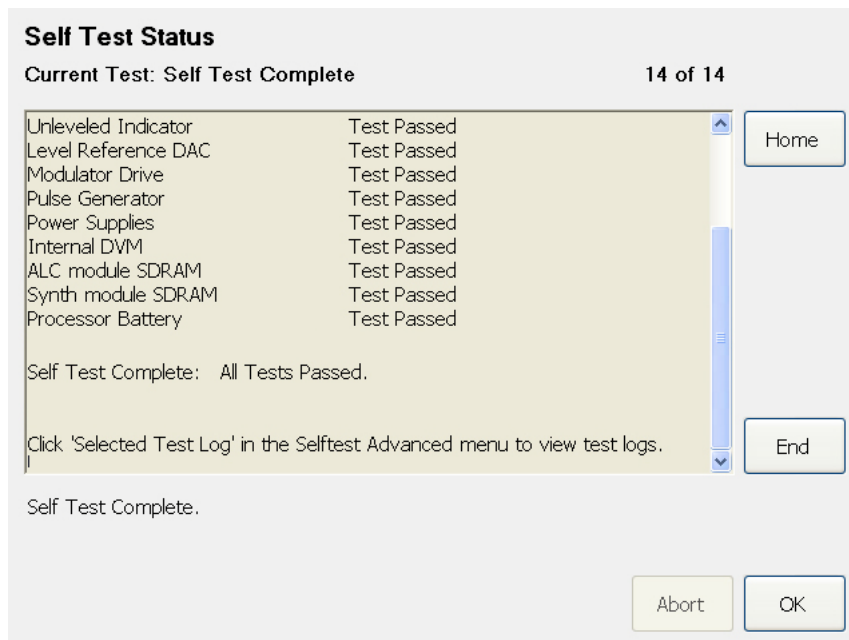 Self Test Status
Current Test: Self Test Complete 14 of 14
Unleveled Indicator Test Passed
Level Reference DAC Test Passed
Modulator Drive Test Passed
Pulse Generator Test Passed
Power Supplies Test Passed
Internal DVM Test Passed
ALC module SDRAM Test Passed
Synth module SDRAM Test Passed
Processor Battery Test Passed
Self Test Complete: All Tests Passed.
Click 'Selected Test Log' in the Selftest Advanced menu to view test logs.
Home
End
Self Test Complete.
Abort OK